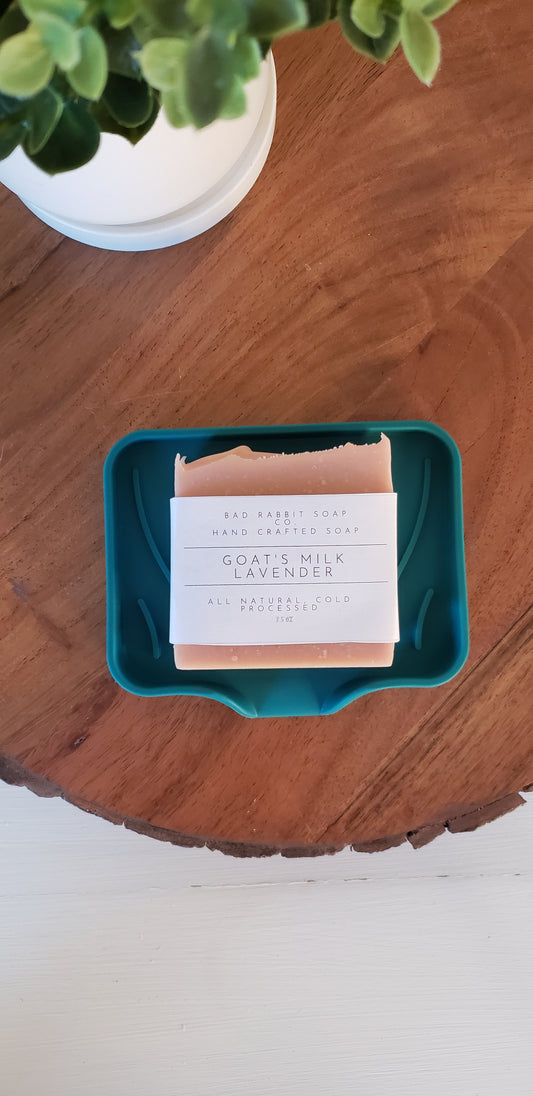 BAD RABBIT SOAP
CO.
HAND CRAFTED SOAP
GOAT'S MILK
LAVENDER
ALL NATURAL, COLD
PROCESSED
3.5 OZ